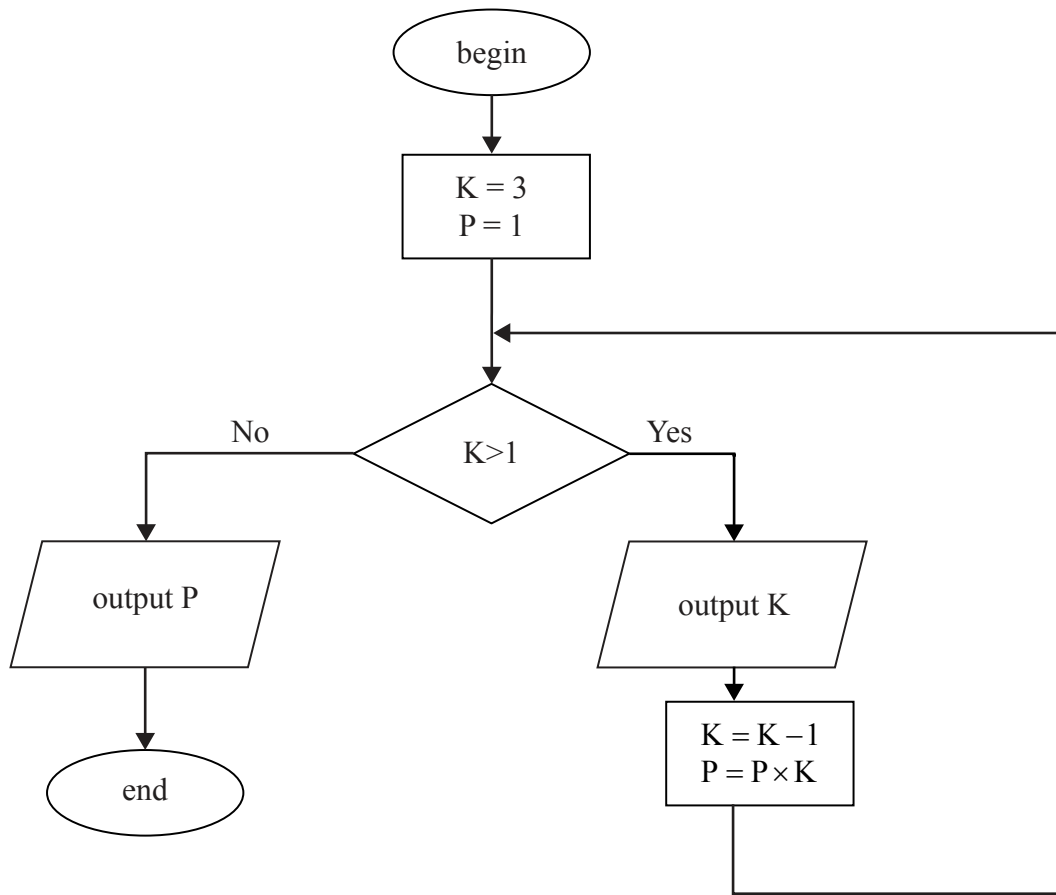 begin
K = 3
P = 1
K>1
No
Yes
output P
output K
K = K − 1
P = P × K
end